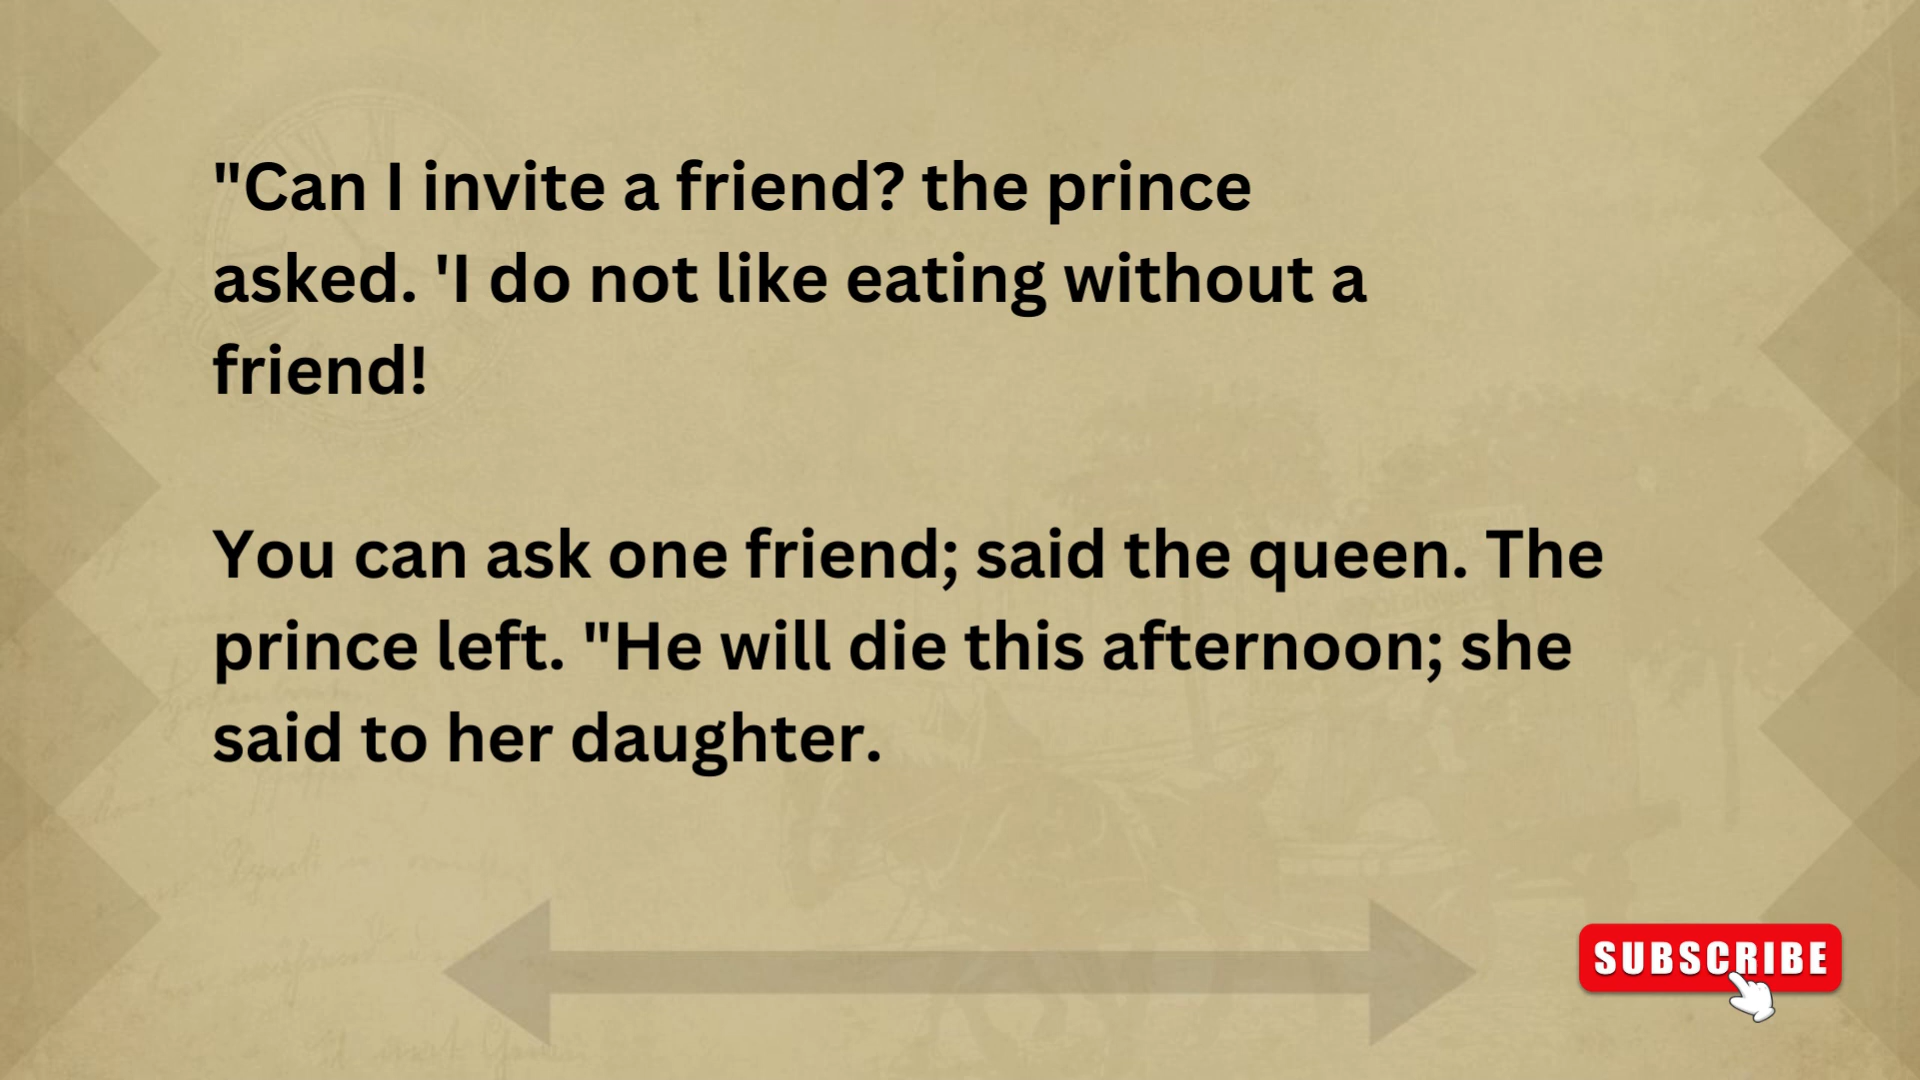 "Can I invite a friend? the prince
asked. 'I do not like eating without a
friend!
You can ask one friend; said the queen. The
prince left. "He will die this afternoon; she
said to her daughter.
SUBSCRIBE